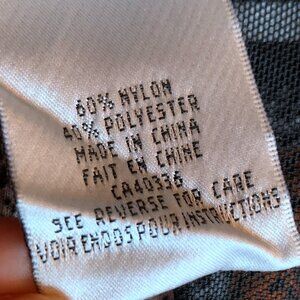 60% NYLON
40% POLYESTER
MADE IN CHINA
FAIT EN CHINE
CA40336
SEE REVERSE FOR CARE
VOIR ENDOS POUR INSTRUCTIONS